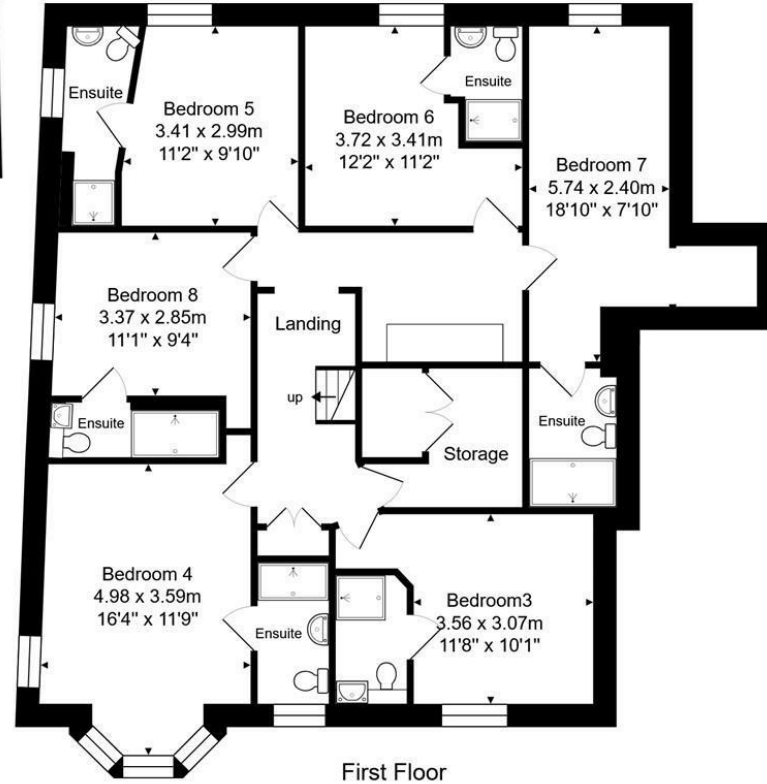 Ensuite
Bedroom 5
3.41 x 2.99m
11'2" x 9'10"
Bedroom 6
3.72 x 3.41m
12'2" x 11'2"
Ensuite
Bedroom 7
5.74 x 2.40m
18'10" x 7'10"
Bedroom 8
3.37 x 2.85m
11'1" x 9'4"
Landing
up
Ensuite
Storage
Ensuite
Bedroom 4
4.98 x 3.59m
16'4" x 11'9"
Ensuite
Bedroom3
3.56 x 3.07m
11'8" x 10'1"
First Floor